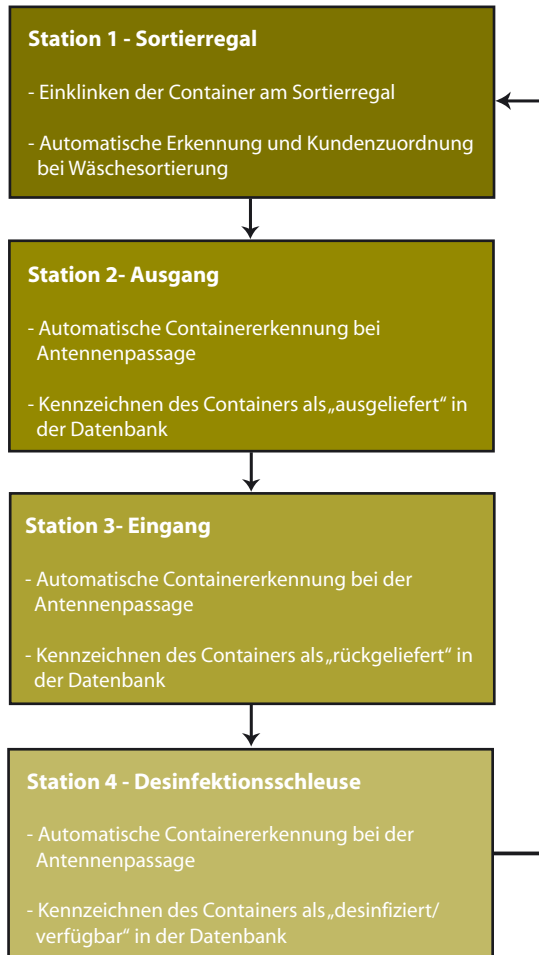 Station 1 - Sortierregal
- Einklinken der Container am Sortierregal
- Automatische Erkennung und Kundenzuordnung
bei Wäschesortierung
Station 2- Ausgang
- Automatische Containererkennung bei
Antennenpassage
- Kennzeichnen des Containers als „ausgeliefert“ in
der Datenbank
Station 3- Eingang
- Automatische Containererkennung bei der
Antennenpassage
- Kennzeichnen des Containers als „rückgeliefert“ in
der Datenbank
Station 4 - Desinfektionsschleuse
- Automatische Containererkennung bei der
Antennenpassage
- Kennzeichnen des Containers als „desinfiziert/
verfügbar“ in der Datenbank